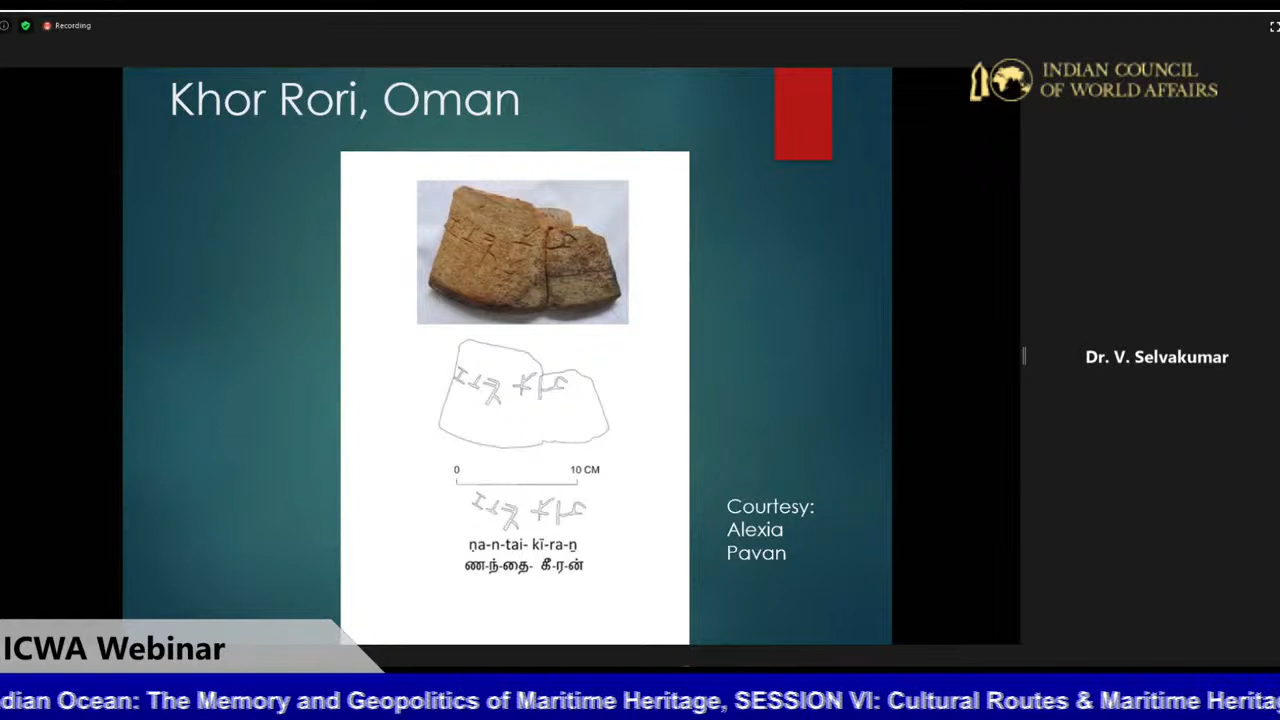 Recording
Khor Rori, Oman
INDIAN COUNCIL
OF WORLD AFFAIRS
Dr. V. Selvakumar
0 10 CM
ṇa-n-tai- kī-ra-ṉ
ண-ந்-தை- கீ-ர-ன்
Courtesy:
Alexia
Pavan
ICWA Webinar
dian Ocean: The Memory and Geopolitics of Maritime Heritage, SESSION VI: Cultural Routes & Maritime Herita